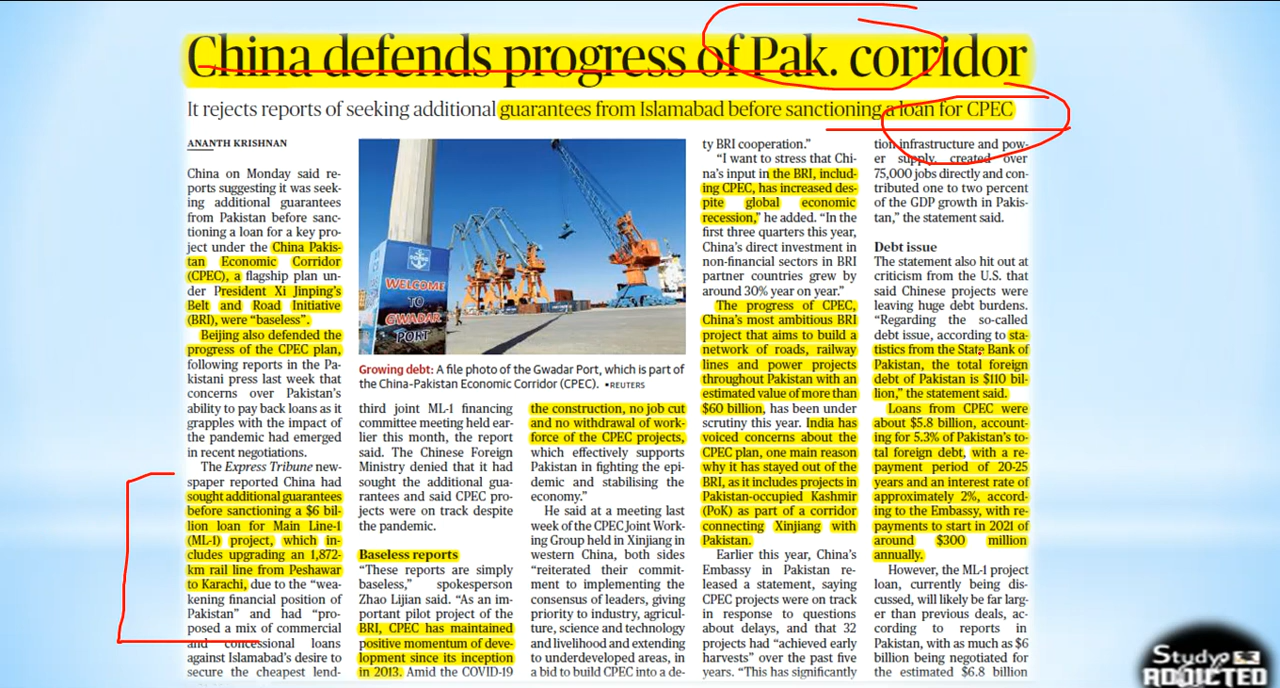 China defends progress of Pak. corridor
It rejects reports of seeking additional guarantees from Islamabad before sanctioning a loan for CPEC
ANANTH KRISHNAN
China on Monday said re-
ports suggesting it was seek-
ing additional guarantees
from Pakistan before sanc-
tioning a loan for a key pro-
ject under the China Pakis-
tan Economic Corridor
(CPEC), a flagship plan un-
der President Xi Jinping's
Belt and Road Initiative
(BRI), were “baseless”.
Beijing also defended the
progress of the CPEC plan,
following reports in the Pa-
kistani press last week that
concerns over Pakistan's
ability to pay back loans as it
grapples with the impact of
the pandemic had emerged
in recent negotiations.
The Express Tribune new-
spaper reported China had
sought additional guarantees
before sanctioning a $6 bil-
lion loan for Main Line-1
(ML-1) project, which in-
cludes upgrading an 1,872-
km rail line from Peshawar
to Karachi, due to the “wea-
kening financial position of
Pakistan” and had “pro-
posed a mix of commercial
and concessional loans
against Islamabad's desire to
secure the cheapest lend-
WELCOME
TO
GWADAR
PORT
Growing debt: A file photo of the Gwadar Port, which is part of
the China-Pakistan Economic Corridor (CPEC). ▪REUTERS
third joint ML-1 financing
committee meeting held ear-
lier this month, the report
said. The Chinese Foreign
Ministry denied that it had
sought the additional gua-
rantees and said CPEC pro-
jects were on track despite
the pandemic.
Baseless reports
“These reports are simply
baseless,” spokesperson
Zhao Lijian said. “As an im-
portant pilot project of the
BRI, CPEC has maintained
positive momentum of deve-
lopment since its inception
in 2013. Amid the COVID-19
the construction, no job cut
and no withdrawal of work-
force of the CPEC projects,
which effectively supports
Pakistan in fighting the epi-
demic and stabilising the
economy.”
He said at a meeting last
week of the CPEC Joint Work-
ing Group held in Xinjiang in
western China, both sides
“reiterated their commit-
ment to implementing the
consensus of leaders, giving
priority to industry, agricul-
ture, science and technology
and livelihood and extending
to underdeveloped areas, in
a bid to build CPEC into a de-
ty BRI cooperation.”
“I want to stress that Chi-
na's input in the BRI, includ-
ing CPEC, has increased des-
pite global economic
recession,” he added. “In the
first three quarters this year,
China's direct investment in
non-financial sectors in BRI
partner countries grew by
around 30% year on year.”
The progress of CPEC,
China's most ambitious BRI
project that aims to build a
network of roads, railway
lines and power projects
throughout Pakistan with an
estimated value of more than
$60 billion, has been under
scrutiny this year. India has
voiced concerns about the
CPEC plan, one main reason
why it has stayed out of the
BRI, as it includes projects in
Pakistan-occupied Kashmir
(PoK) as part of a corridor
connecting Xinjiang with
Pakistan.
Earlier this year, China's
Embassy in Pakistan re-
leased a statement, saying
CPEC projects were on track
in response to questions
about delays, and that 32
projects had “achieved early
harvests” over the past five
years. “This has significantly
tion infrastructure and pow-
er supply, created over
75,000 jobs directly and con-
tributed one to two percent
of the GDP growth in Pakis-
tan,” the statement said.
Debt issue
The statement also hit out at
criticism from the U.S. that
said Chinese projects were
leaving huge debt burdens.
“Regarding the so-called
debt issue, according to sta-
tistics from the State Bank of
Pakistan, the total foreign
debt of Pakistan is $110 bil-
lion,” the statement said.
Loans from CPEC were
about $5.8 billion, account-
ing for 5.3% of Pakistan's to-
tal foreign debt, with a re-
payment period of 20-25
years and an interest rate of
approximately 2%, accord-
ing to the Embassy, with re-
payments to start in 2021 of
around $300 million
annually.
However, the ML-1 project
loan, currently being dis-
cussed, will likely be far larg-
er than previous deals, ac-
cording to reports in
Pakistan, with as much as $6
billion being negotiated for
the estimated $6.8 billion
Study
ADDICTED